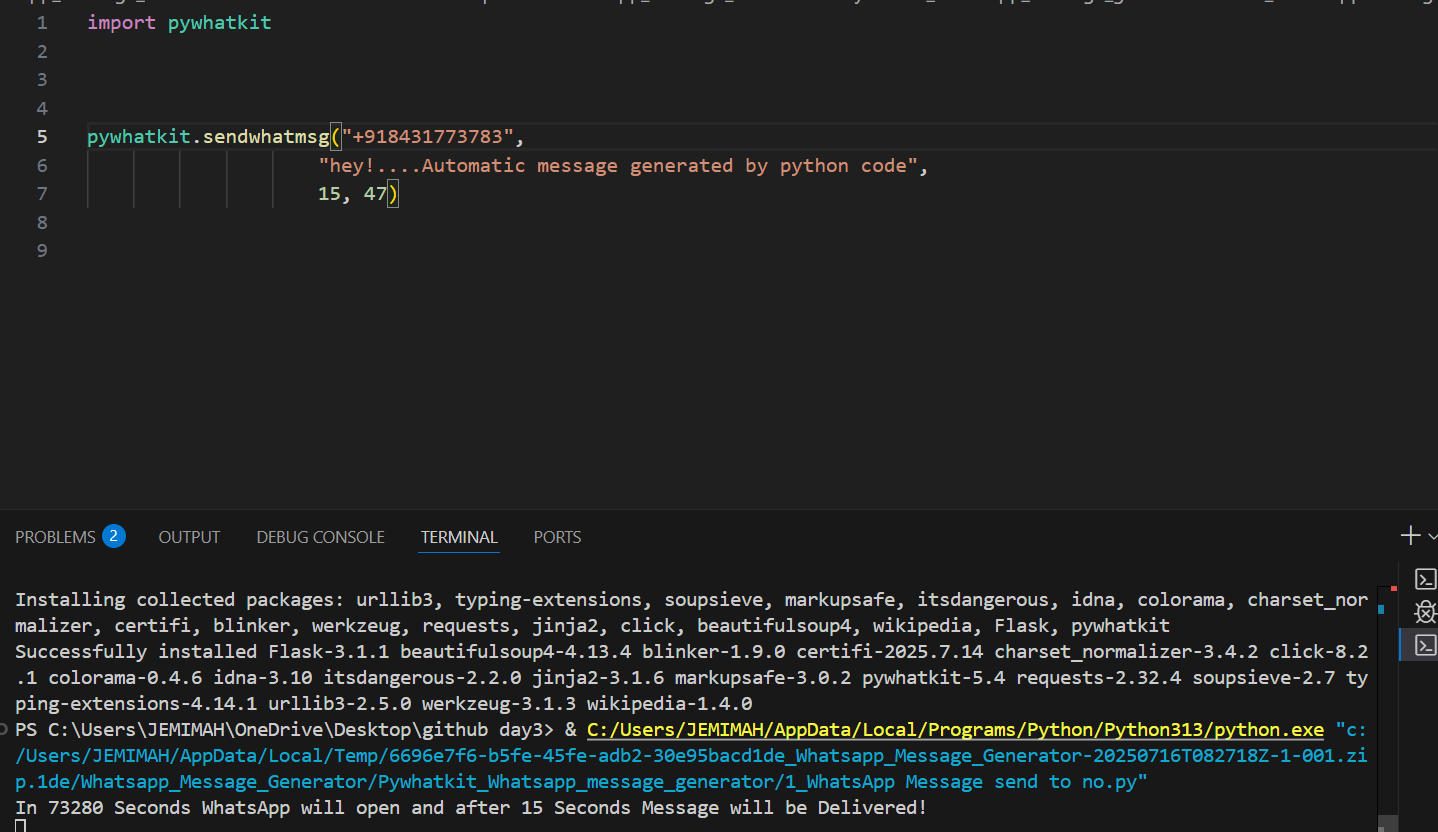 1 import pywhatkit
2
3
4
5 pywhatkit.sendwhatmsg("+918431773783",
6 "hey!....Automatic message generated by python code",
7 15, 47)
8
9
PROBLEMS 2 OUTPUT DEBUG CONSOLE TERMINAL PORTS
Installing collected packages: urllib3, typing-extensions, soupsieve, markupsafe, itsdangerous, idna, colorama, charset_nor
malizer, certifi, blinker, werkzeug, requests, jinja2, click, beautifulsoup4, wikipedia, Flask, pywhatkit
Successfully installed Flask-3.1.1 beautifulsoup4-4.13.4 blinker-1.9.0 certifi-2025.7.14 charset_normalizer-3.4.2 click-8.2
.1 colorama-0.4.6 idna-3.10 itsdangerous-2.2.0 jinja2-3.1.6 markupsafe-3.0.2 pywhatkit-5.4 requests-2.32.4 soupsieve-2.7 ty
ping-extensions-4.14.1 urllib3-2.5.0 werkzeug-3.1.3 wikipedia-1.4.0
PS C:\Users\JEMIMAH\OneDrive\Desktop\github day3> & C:/Users/JEMIMAH/AppData/Local/Programs/Python/Python313/python.exe "c:
/Users/JEMIMAH/AppData/Local/Temp/6696e7f6-b5fe-45fe-adb2-30e95bacd1de_Whatsapp_Message_Generator-20250716T082718Z-1-001.zi
p.1de/Whatsapp_Message_Generator/Pywhatkit_Whatsapp_message_generator/1_WhatsApp Message send to no.py"
In 73280 Seconds WhatsApp will open and after 15 Seconds Message will be Delivered!